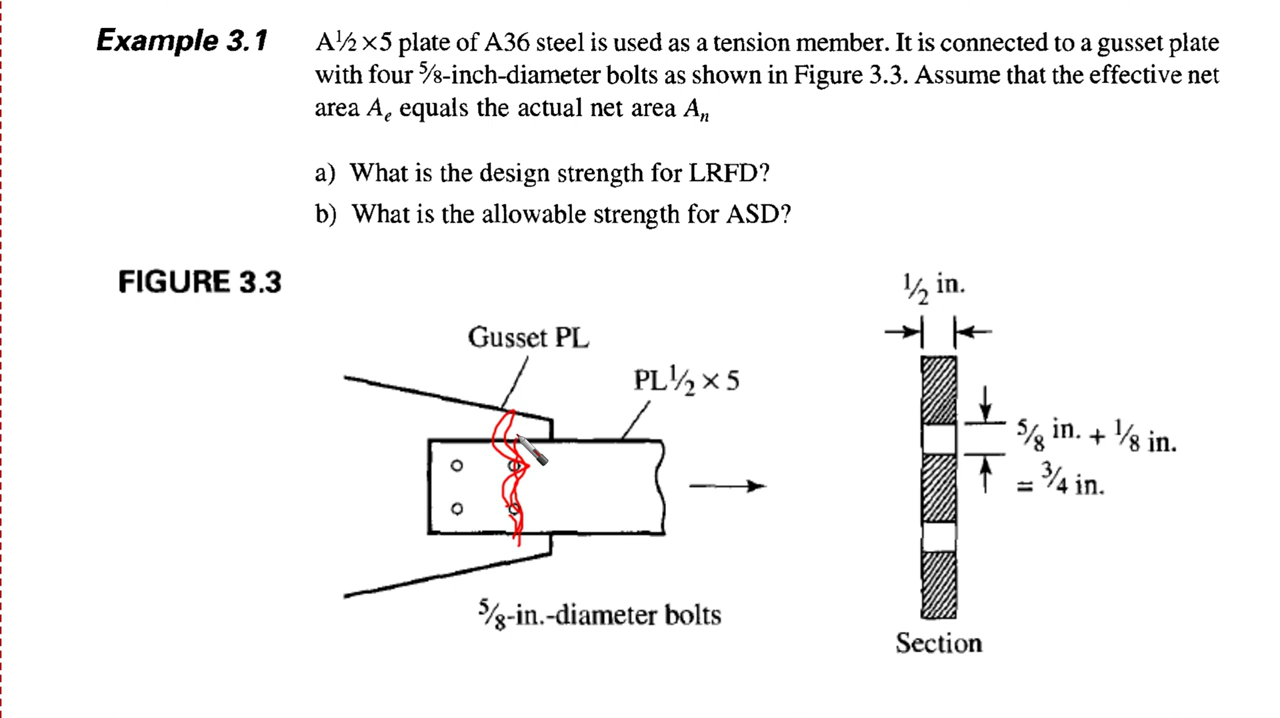 Example 3.1
A½ ×5 plate of A36 steel is used as a tension member. It is connected to a gusset plate
with four ⅝-inch-diameter bolts as shown in Figure 3.3. Assume that the effective net
area Aₑ equals the actual net area Aₙ
a) What is the design strength for LRFD?
b) What is the allowable strength for ASD?
FIGURE 3.3
½ in.
Gusset PL
PL½ × 5
⅝ in. + ⅛ in.
= ¾ in.
⅝-in.-diameter bolts
Section